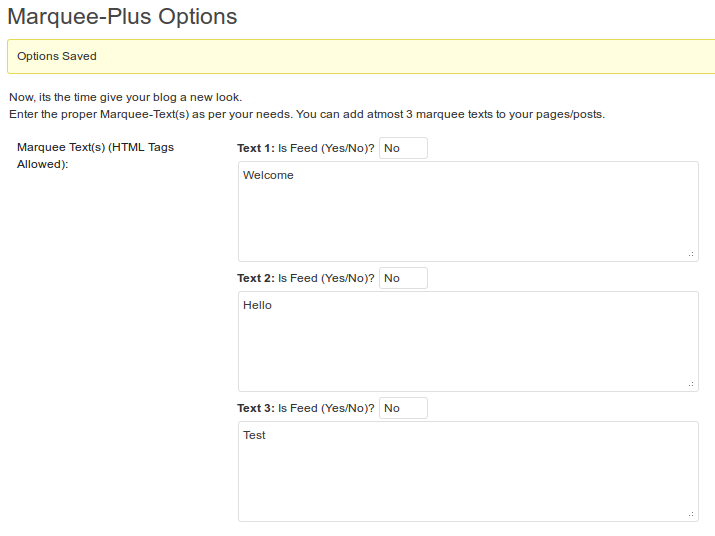 Marquee-Plus Options
Options Saved
Now, its the time give your blog a new look.
Enter the proper Marquee-Text(s) as per your needs. You can add atmost 3 marquee texts to your pages/posts.
Marquee Text(s) (HTML Tags
Allowed):
Text 1: Is Feed (Yes/No)? No
Welcome
Text 2: Is Feed (Yes/No)? No
Hello
Text 3: Is Feed (Yes/No)? No
Test